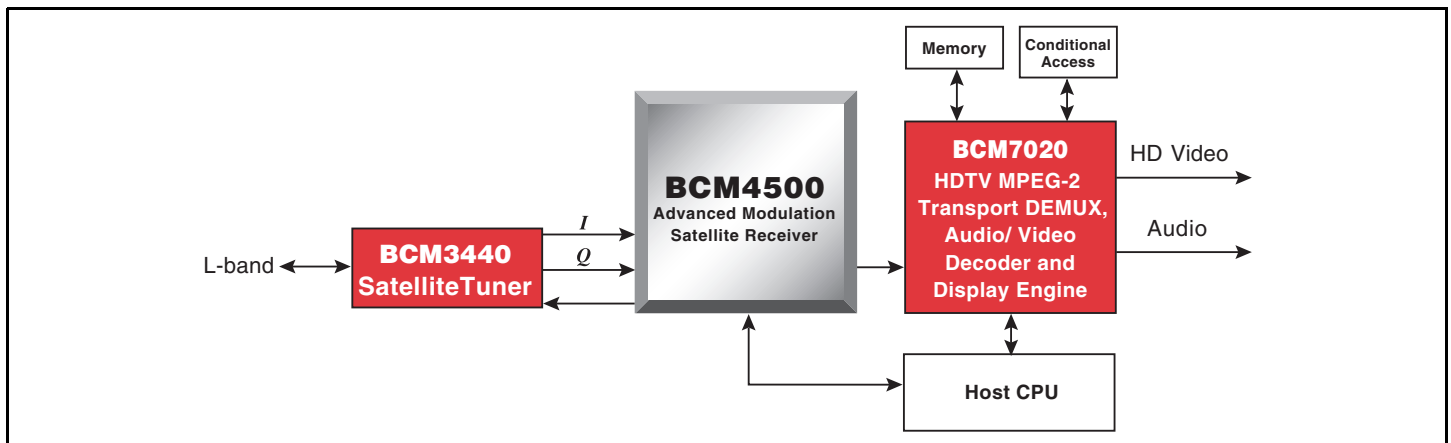 L-band
BCM3440
SatelliteTuner
I
Q
BCM4500
Advanced Modulation
Satellite Receiver
Memory
Conditional
Access
BCM7020
HDTV MPEG-2
Transport DEMUX,
Audio/ Video
Decoder and
Display Engine
HD Video
Audio
Host CPU